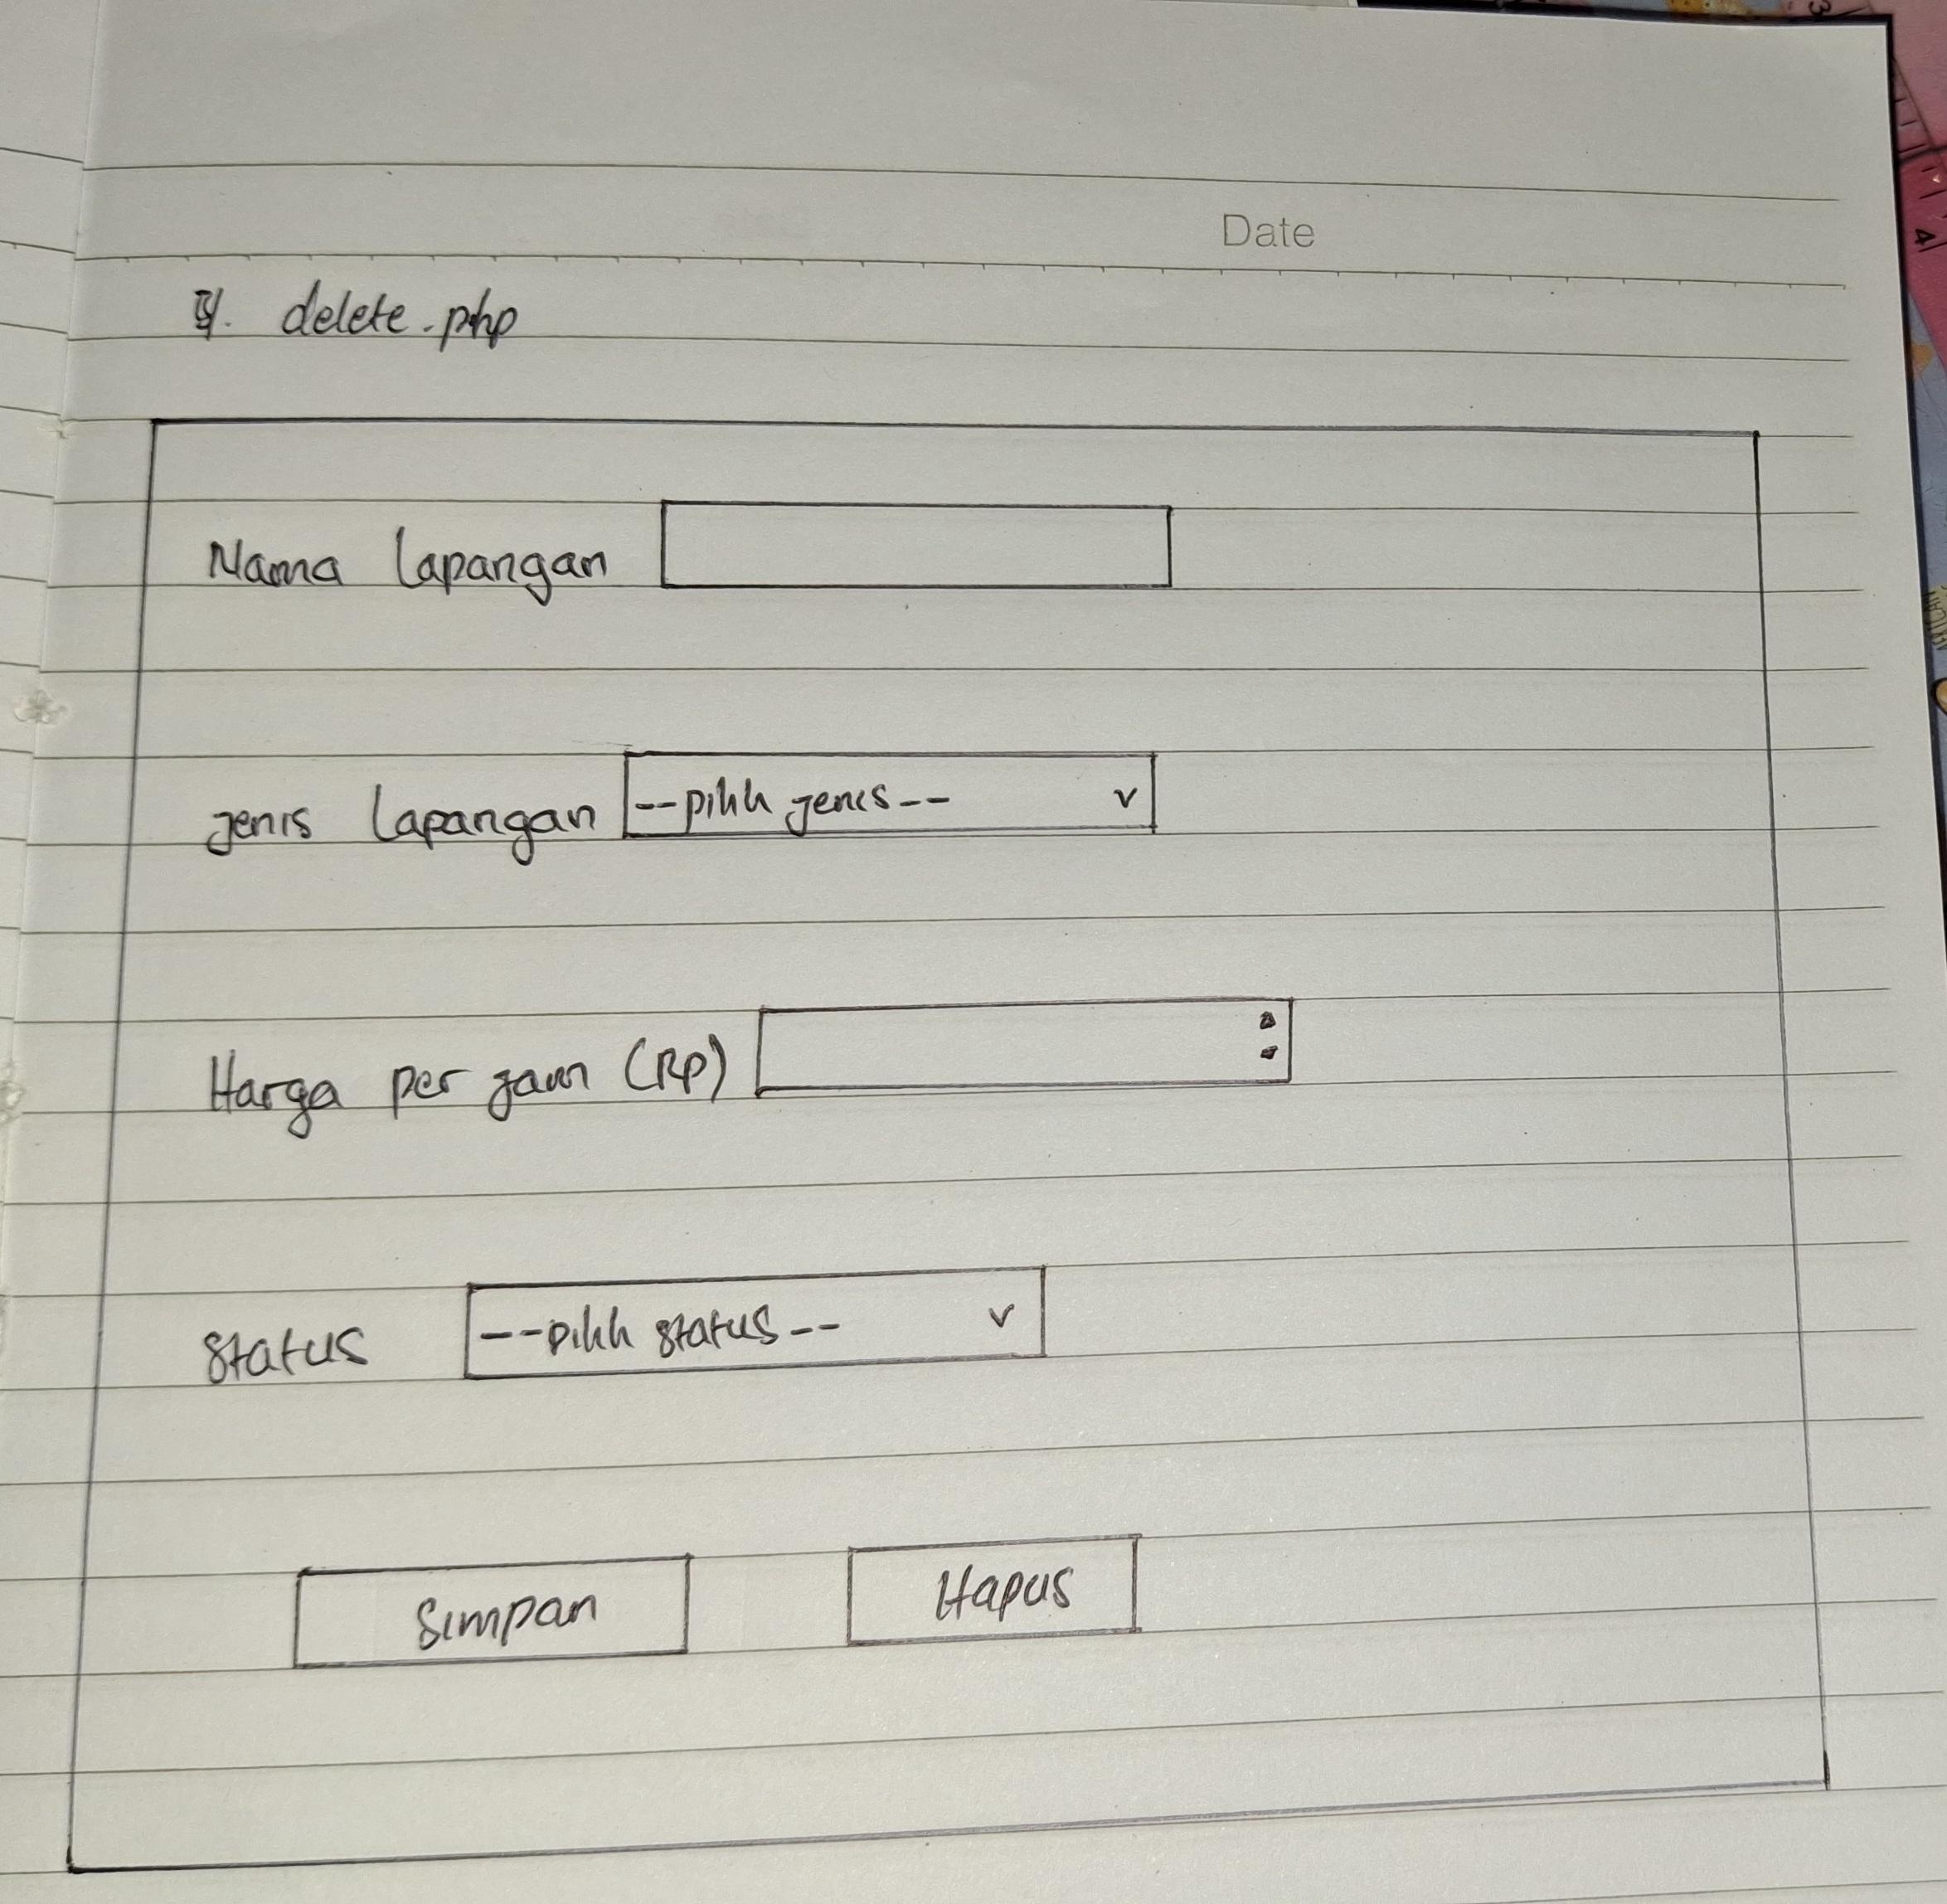 Date
4. delete.php
Nama Lapangan
jenis Lapangan --pilih jenis-- v
Harga per jam (Rp)
Status --pilih status-- v
Simpan Hapus